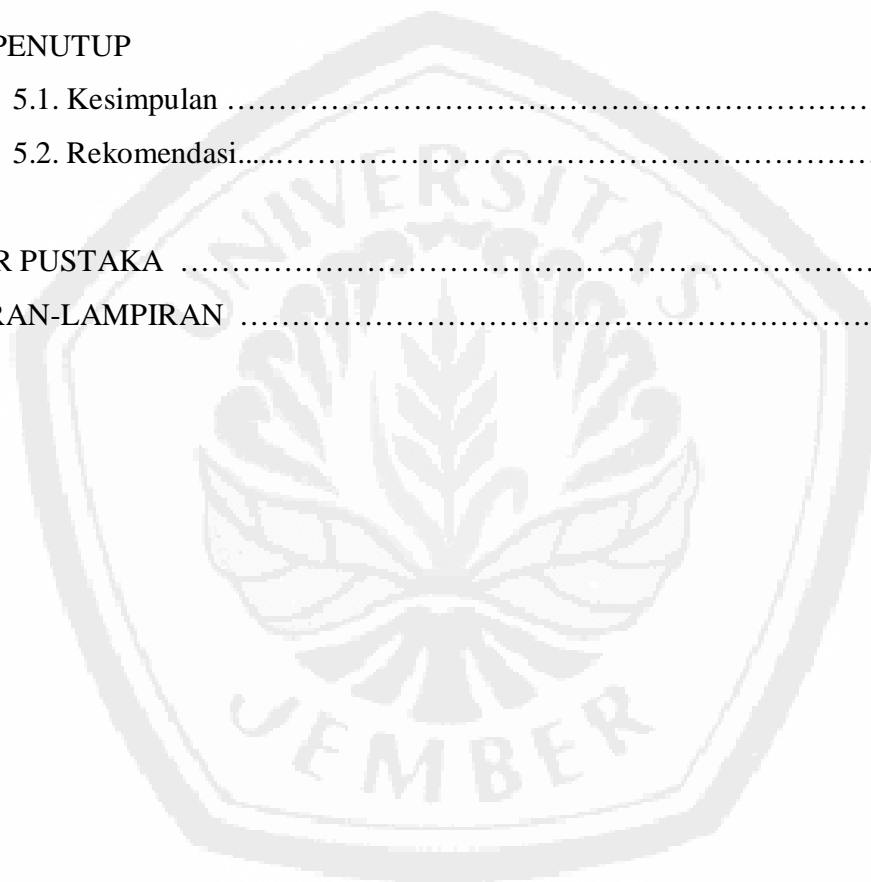 PENUTUP
5.1. Kesimpulan ……………………………………………………………
5.2. Rekomendasi.....…………………………………………………………
R PUSTAKA ……………………………………………………………
RAN-LAMPIRAN ………………………………………………………
UNIVERSITAS
JEMBER